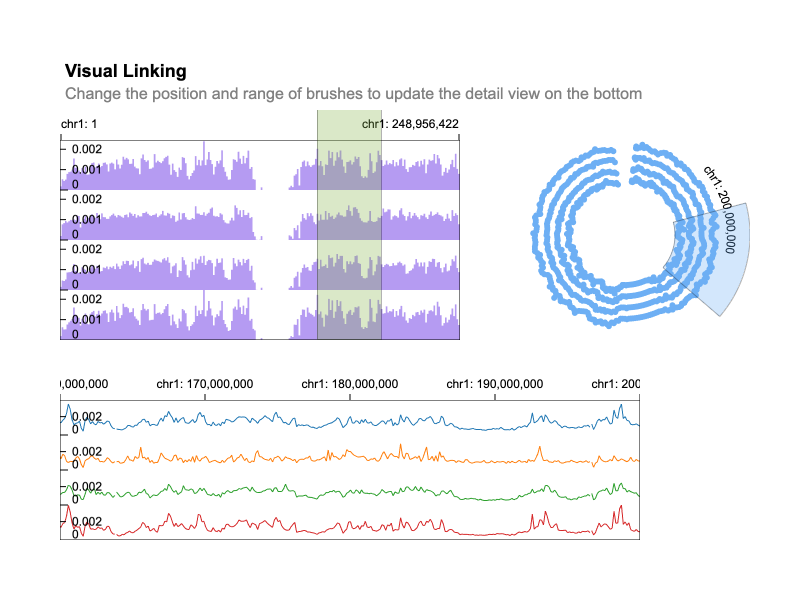 Visual Linking
Change the position and range of brushes to update the detail view on the bottom
chr1: 1
chr1: 248,956,422
0.002
0.001
0
0.002
0.001
0
0.002
0.001
0
0.002
0.001
0
chr1: 200,000,000
0,000,000
chr1: 170,000,000
chr1: 180,000,000
chr1: 190,000,000
chr1: 200
0.002
0
0.002
0
0.002
0
0.002
0